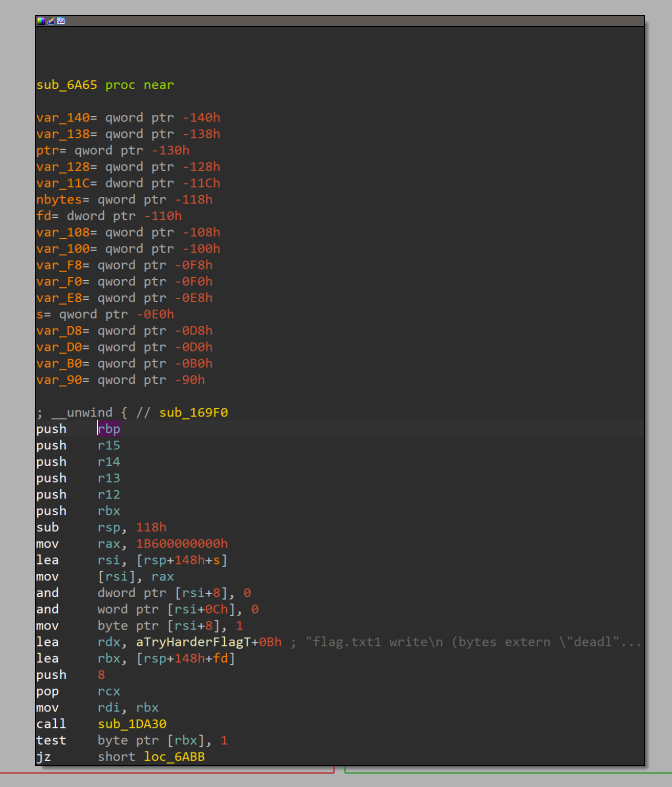 sub_6A65 proc near
var_140= qword ptr -140h
var_138= qword ptr -138h
ptr= qword ptr -130h
var_128= qword ptr -128h
var_11C= dword ptr -11Ch
nbytes= qword ptr -118h
fd= dword ptr -110h
var_108= qword ptr -108h
var_100= qword ptr -100h
var_F8= qword ptr -0F8h
var_F0= qword ptr -0F0h
var_E8= qword ptr -0E8h
s= qword ptr -0E0h
var_D8= qword ptr -0D8h
var_D0= qword ptr -0D0h
var_B0= qword ptr -0B0h
var_90= qword ptr -90h
; __unwind { // sub_169F0
push rbp
push r15
push r14
push r13
push r12
push rbx
sub rsp, 118h
mov rax, 1B600000000h
lea rsi, [rsp+148h+s]
mov [rsi], rax
and dword ptr [rsi+8], 0
and word ptr [rsi+0Ch], 0
mov byte ptr [rsi+8], 1
lea rdx, aTryHarderFlagT+0Bh ; "flag.txt1 write\n (bytes extern \"deadl"...
lea rbx, [rsp+148h+fd]
push 8
pop rcx
mov rdi, rbx
call sub_1DA30
test byte ptr [rbx], 1
jz short loc_6ABB